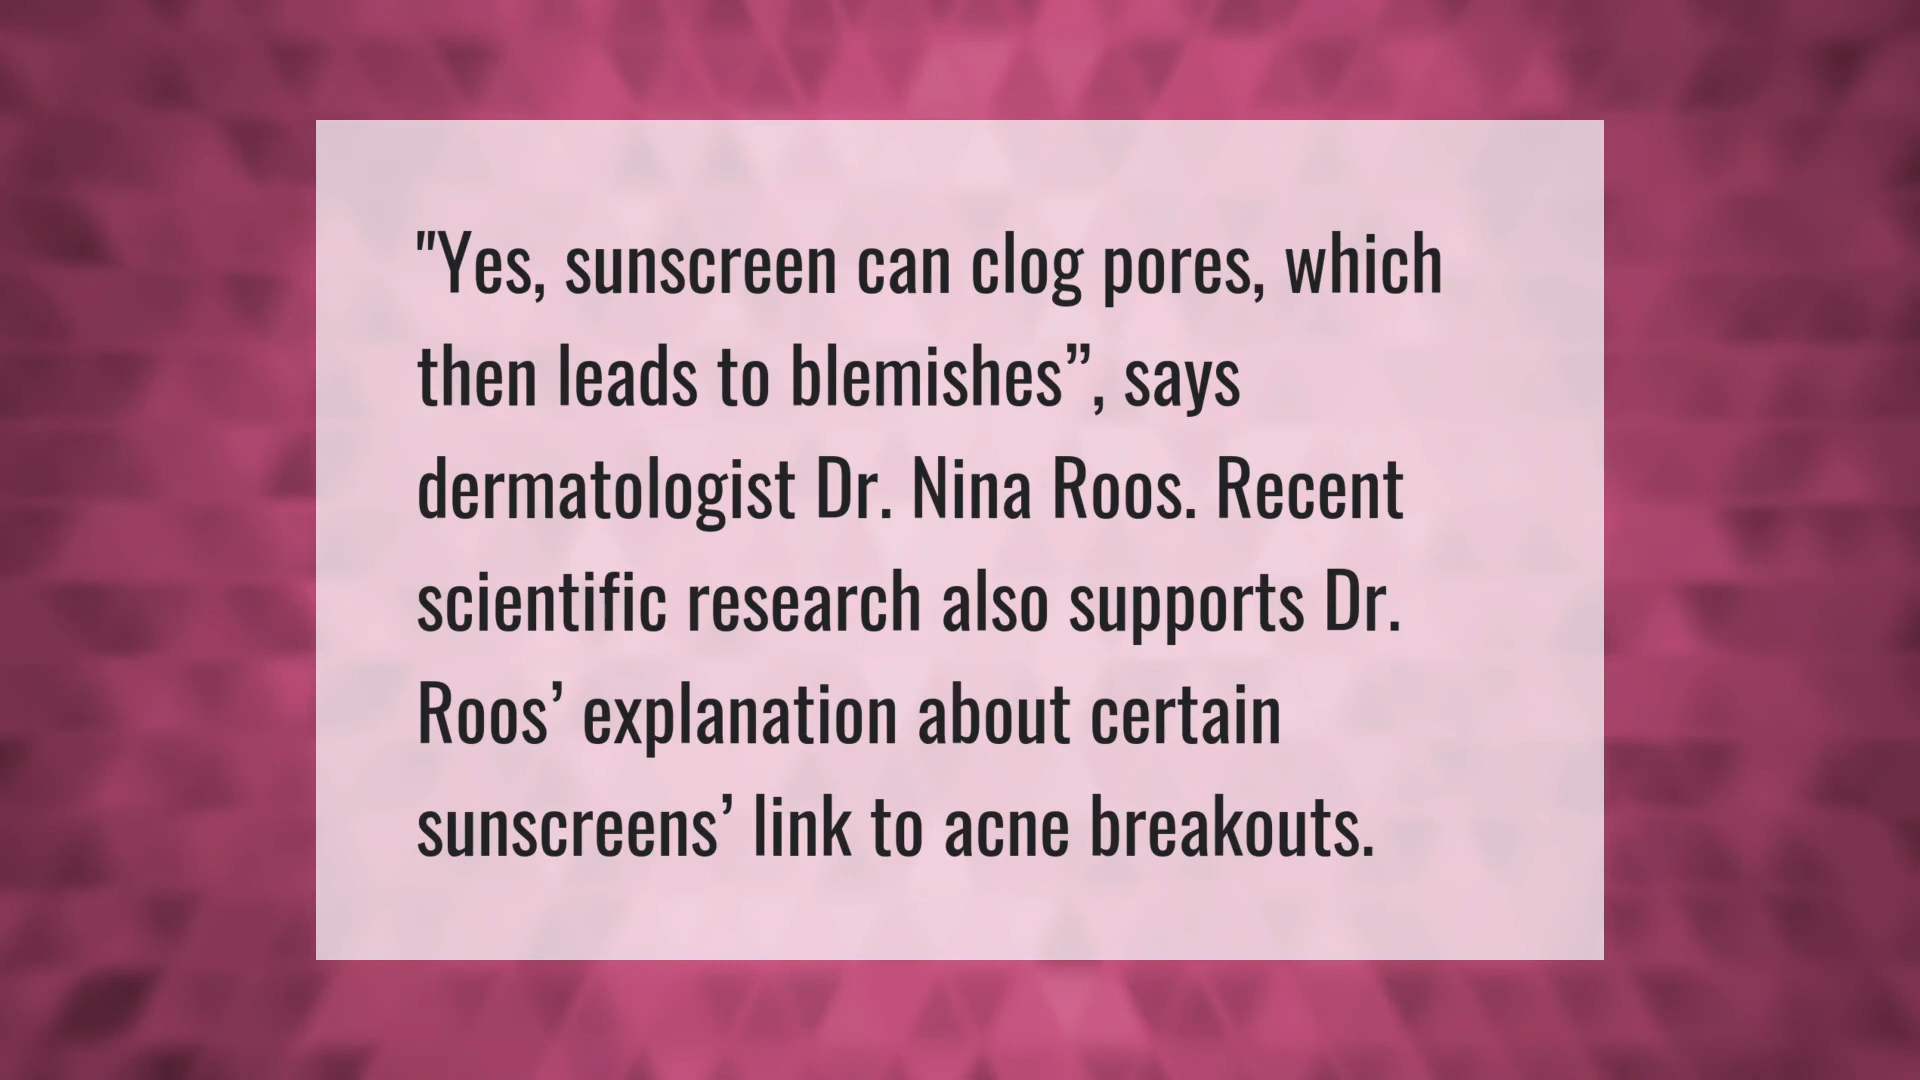 "Yes, sunscreen can clog pores, which
then leads to blemishes”, says
dermatologist Dr. Nina Roos. Recent
scientific research also supports Dr.
Roos’ explanation about certain
sunscreens’ link to acne breakouts.